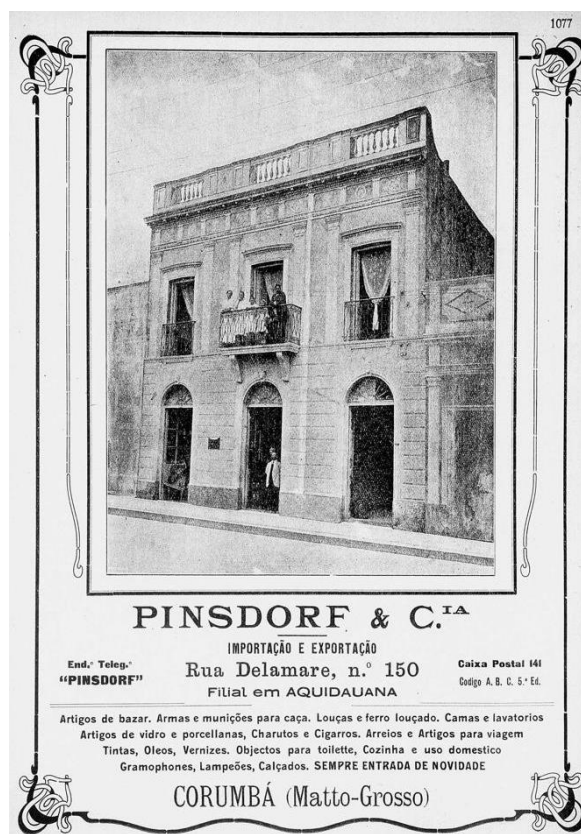 1077
PINSDORF & C.IA
IMPORTAÇÃO E EXPORTAÇÃO
End.º Teleg.º
"PINSDORF"
Rua Delamare, n.º 150
Filial em AQUIDAUANA
Caixa Postal 141
Codigo A. B. C. 5.ª Ed.
Artigos de bazar. Armas e munições para caça. Louças e ferro louçado. Camas e lavatorios
Artigos de vidro e porcellanas, Charutos e Cigarros. Arreios e Artigos para viagem
Tintas, Oleos, Vernizes. Objectos para toilette, Cozinha e uso domestico
Gramophones, Lampeões, Calçados. SEMPRE ENTRADA DE NOVIDADE
CORUMBÁ (Matto-Grosso)